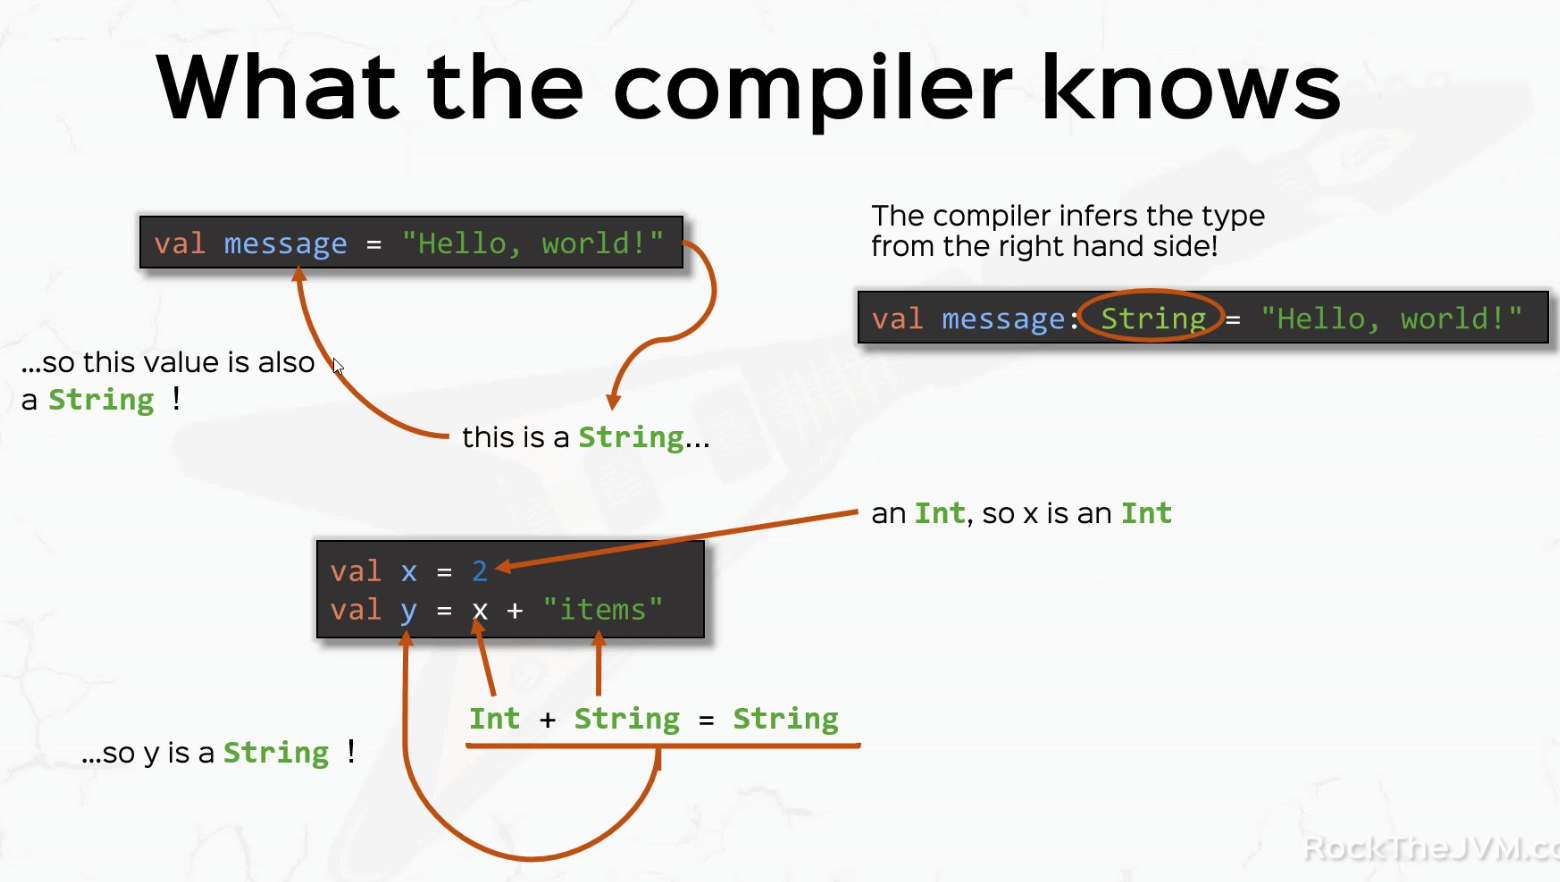 What the compiler knows
val message = "Hello, world!"
The compiler infers the type
from the right hand side!
val message: String = "Hello, world!"
...so this value is also
a String !
this is a String...
an Int, so x is an Int
val x = 2
val y = x + "items"
Int + String = String
...so y is a String !
RockTheJVM.co